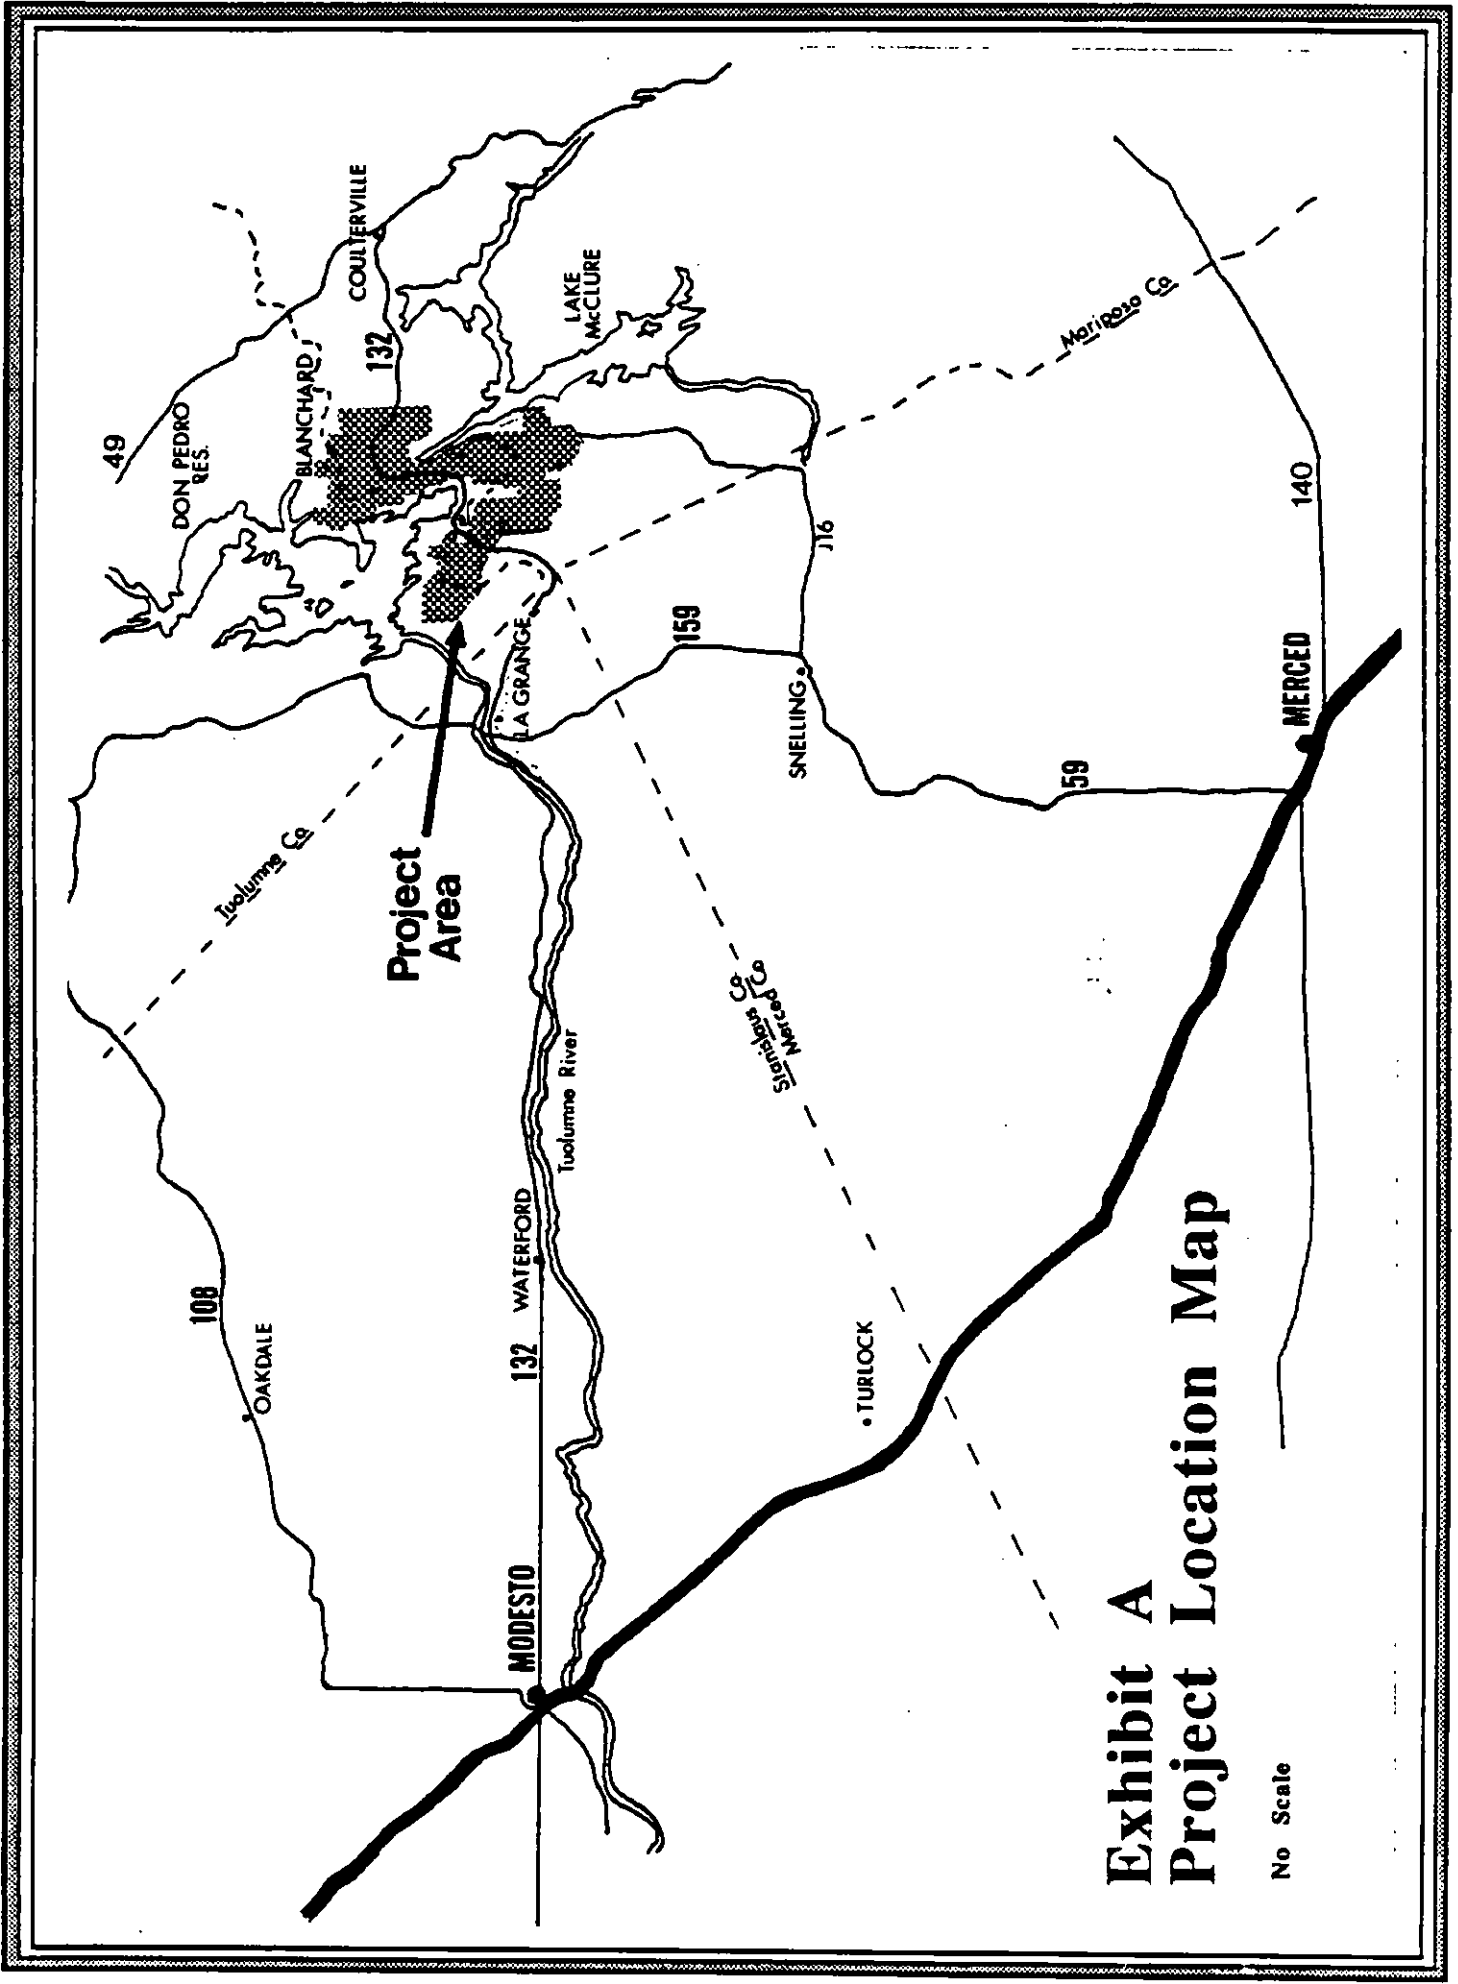 49
DON PEDRO
RES.
BLANCHARD
COULTERVILLE
132
LAKE
McCLURE
108
OAKDALE
Tuolumne Co
Project
Area
LA GRANGE
159
J16
Mariposa Co
SNELLING
WATERFORD
132
Tuolumne River
MODESTO
Stanislaus Co
Merced Co
TURLOCK
59
140
MERCED
Exhibit A
Project Location Map
No Scale